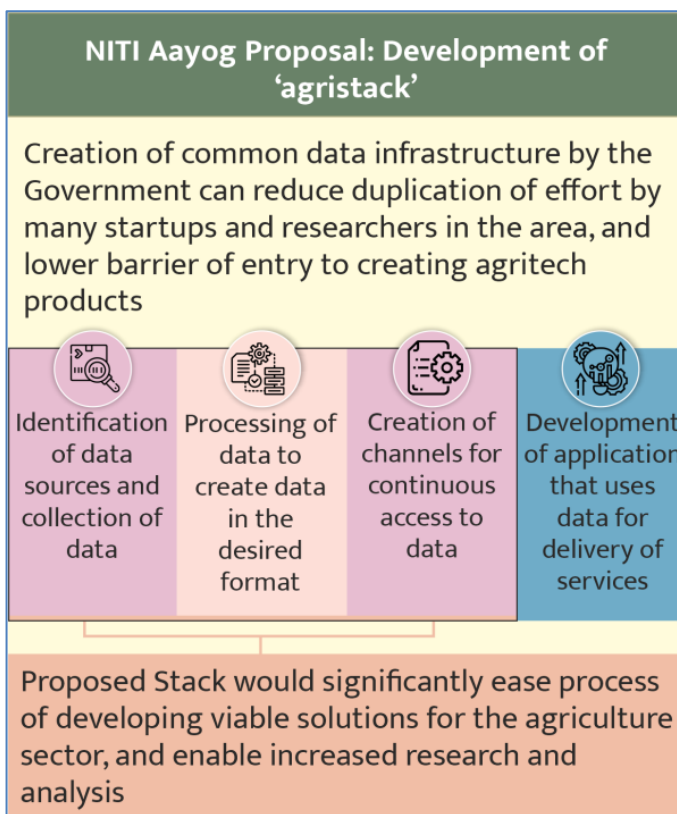 NITI Aayog Proposal: Development of
‘agristack’
Creation of common data infrastructure by the
Government can reduce duplication of effort by
many startups and researchers in the area, and
lower barrier of entry to creating agritech
products
Identification
of data
sources and
collection of
data
Processing of
data to
create data
in the
desired
format
Creation of
channels for
continuous
access to
data
Development
of application
that uses
data for
delivery of
services
Proposed Stack would significantly ease process
of developing viable solutions for the agriculture
sector, and enable increased research and
analysis